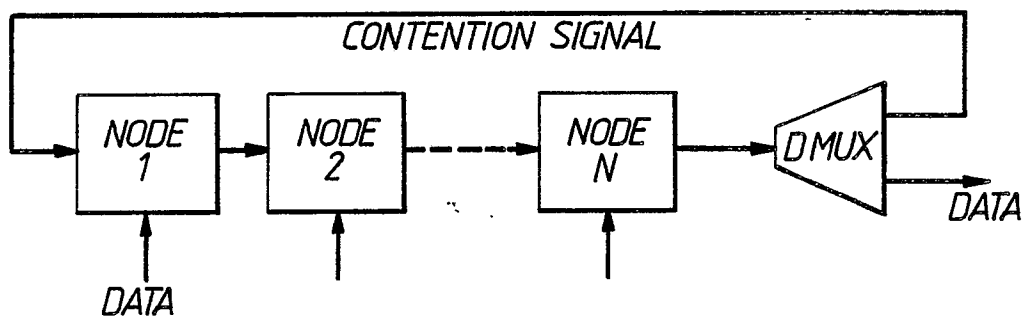 CONTENTION SIGNAL
NODE
1
NODE
2
NODE
N
DMUX
DATA
DATA